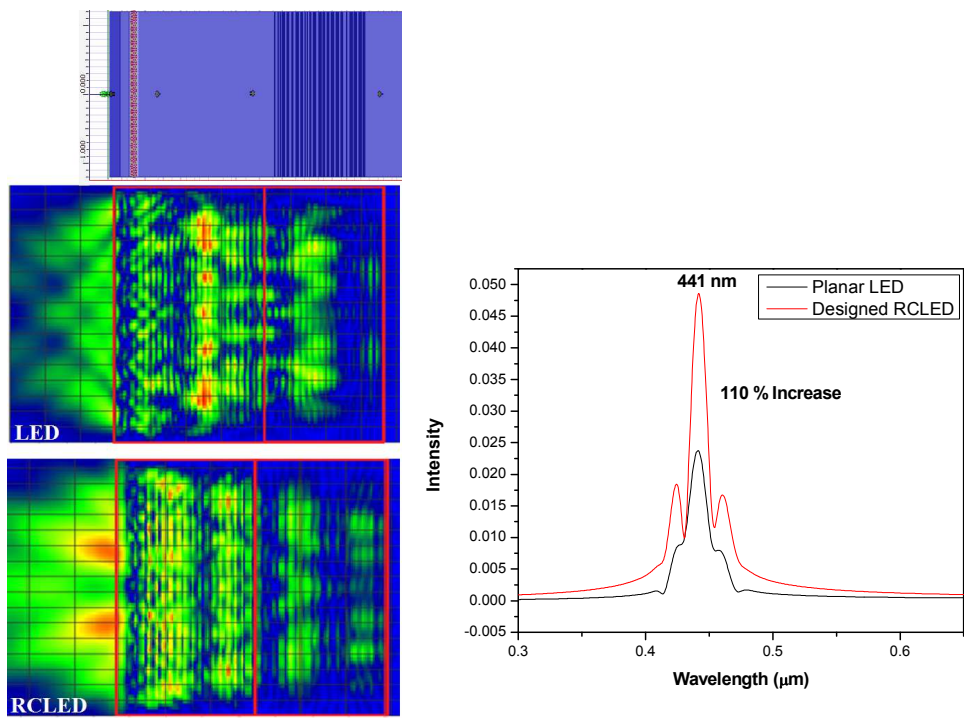 0.000
1.000
LED
RCLED
441 nm
Planar LED
Designed RCLED
110 % Increase
Intensity
0.050
0.045
0.040
0.035
0.030
0.025
0.020
0.015
0.010
0.005
0.000
-0.005
0.3
0.4
0.5
0.6
Wavelength (μm)